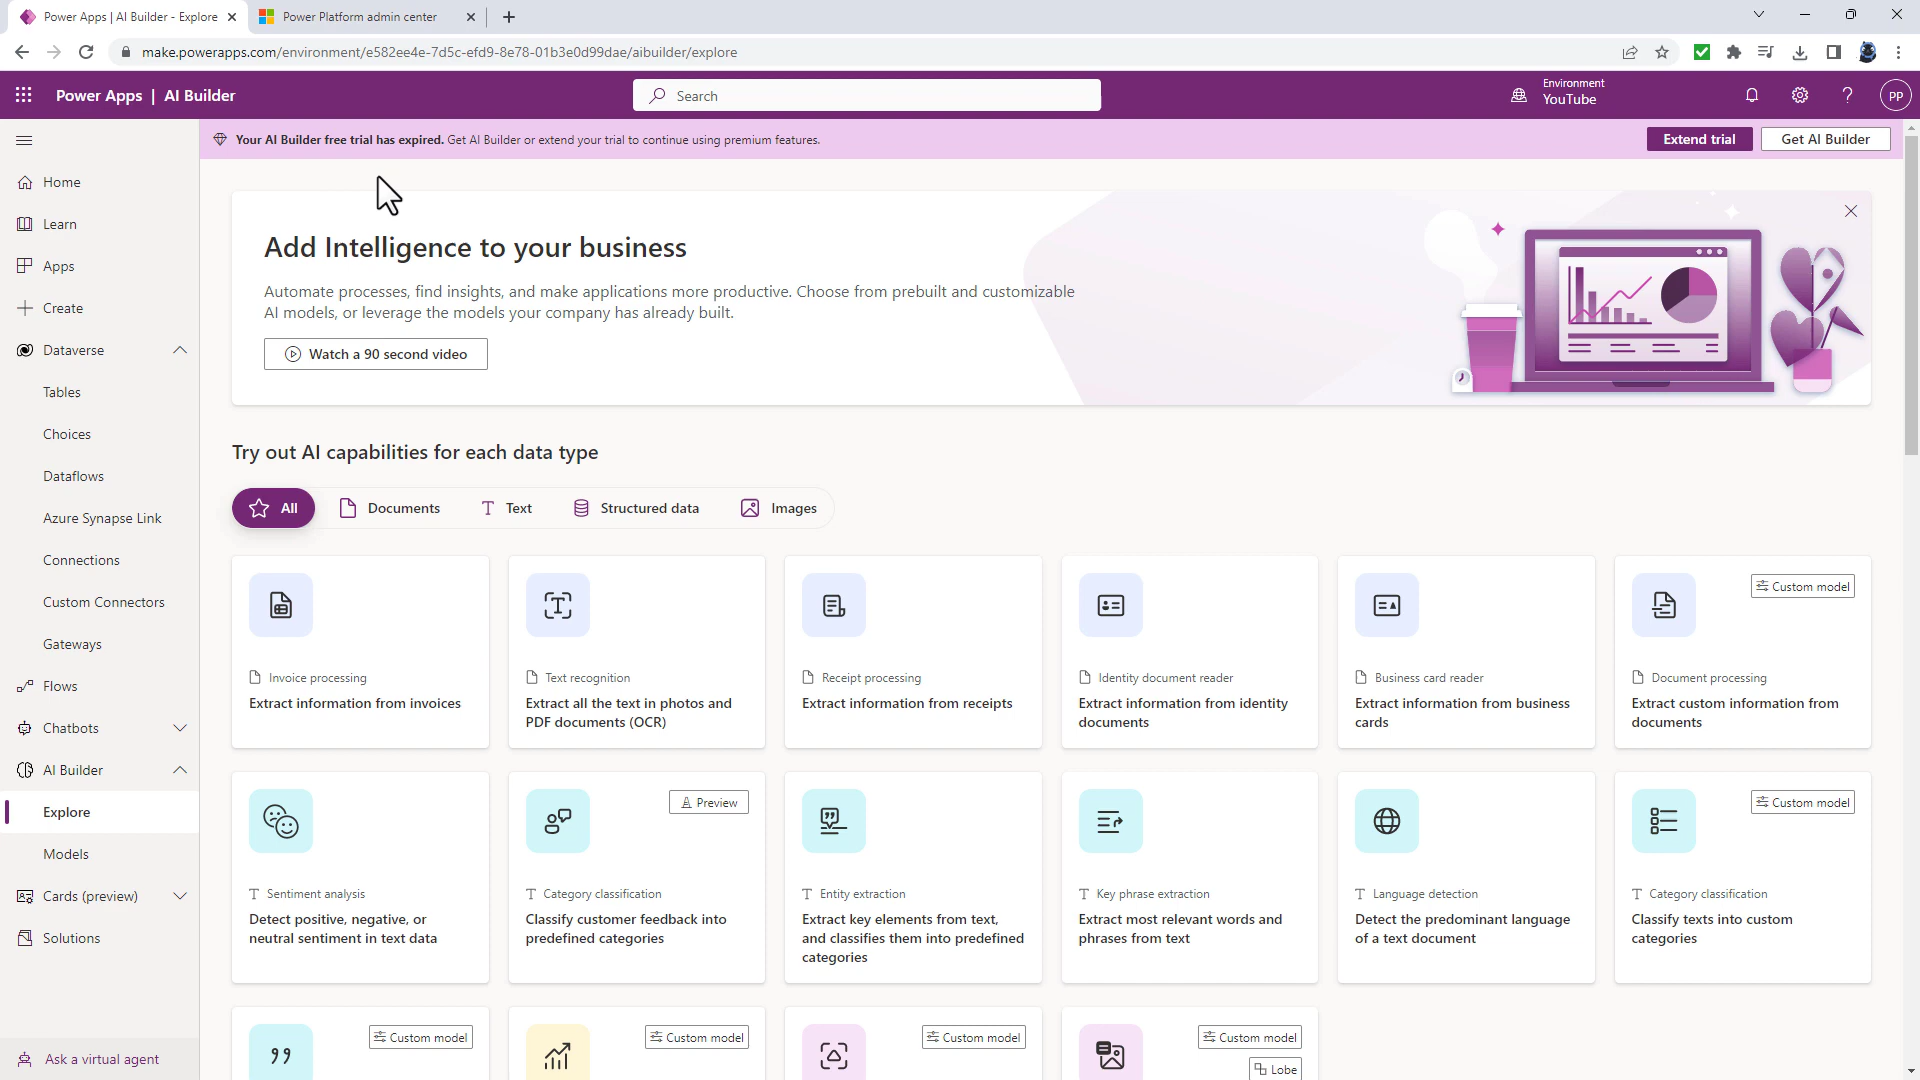 Power Apps | AI Builder - Explore
Power Platform admin center
make.powerapps.com/environment/e582ee4e-7d5c-efd9-8e78-01b3e0d99dae/aibuilder/explore
Power Apps | AI Builder
Search
Environment
YouTube
PP
Your AI Builder free trial has expired. Get AI Builder or extend your trial to continue using premium features.
Extend trial
Get AI Builder
Home
Learn
Apps
Create
Dataverse
Tables
Choices
Dataflows
Azure Synapse Link
Connections
Custom Connectors
Gateways
Flows
Chatbots
AI Builder
Explore
Models
Cards (preview)
Solutions
Ask a virtual agent
Add Intelligence to your business
Automate processes, find insights, and make applications more productive. Choose from prebuilt and customizable
AI models, or leverage the models your company has already built.
Watch a 90 second video
Try out AI capabilities for each data type
All
Documents
Text
Structured data
Images
Invoice processing
Extract information from invoices
Text recognition
Extract all the text in photos and
PDF documents (OCR)
Receipt processing
Extract information from receipts
Identity document reader
Extract information from identity
documents
Business card reader
Extract information from business
cards
Custom model
Document processing
Extract custom information from
documents
Sentiment analysis
Detect positive, negative, or
neutral sentiment in text data
Preview
Category classification
Classify customer feedback into
predefined categories
Entity extraction
Extract key elements from text,
and classifies them into predefined
categories
Key phrase extraction
Extract most relevant words and
phrases from text
Language detection
Detect the predominant language
of a text document
Custom model
Category classification
Classify texts into custom
categories
Custom model
Custom model
Custom model
Custom model
Lobe